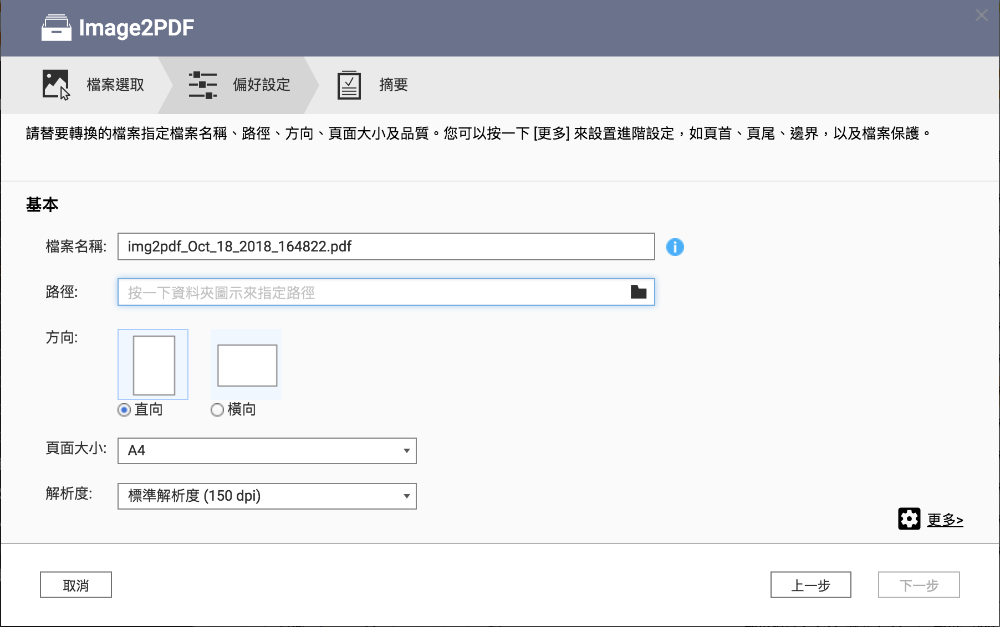 Image2PDF
檔案選取
偏好設定
摘要
請替要轉換的檔案指定檔案名稱、路徑、方向、頁面大小及品質。您可以按一下 [更多] 來設置進階設定，如頁首、頁尾、邊界，以及檔案保護。
基本
檔案名稱: img2pdf_Oct_18_2018_164822.pdf
路徑: 按一下資料夾圖示來指定路徑
方向:
直向 橫向
頁面大小: A4
解析度: 標準解析度 (150 dpi)
更多>
取消 上一步 下一步